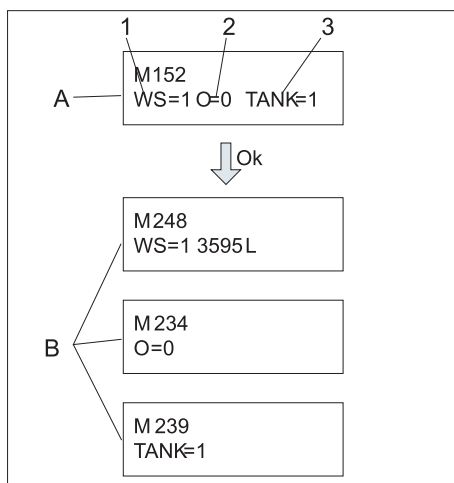 1 2 3
M152
A WS=1 O=0 TANK=1
Ok
M248
WS=1 3595L
M234
B O=0
M239
TANK=1